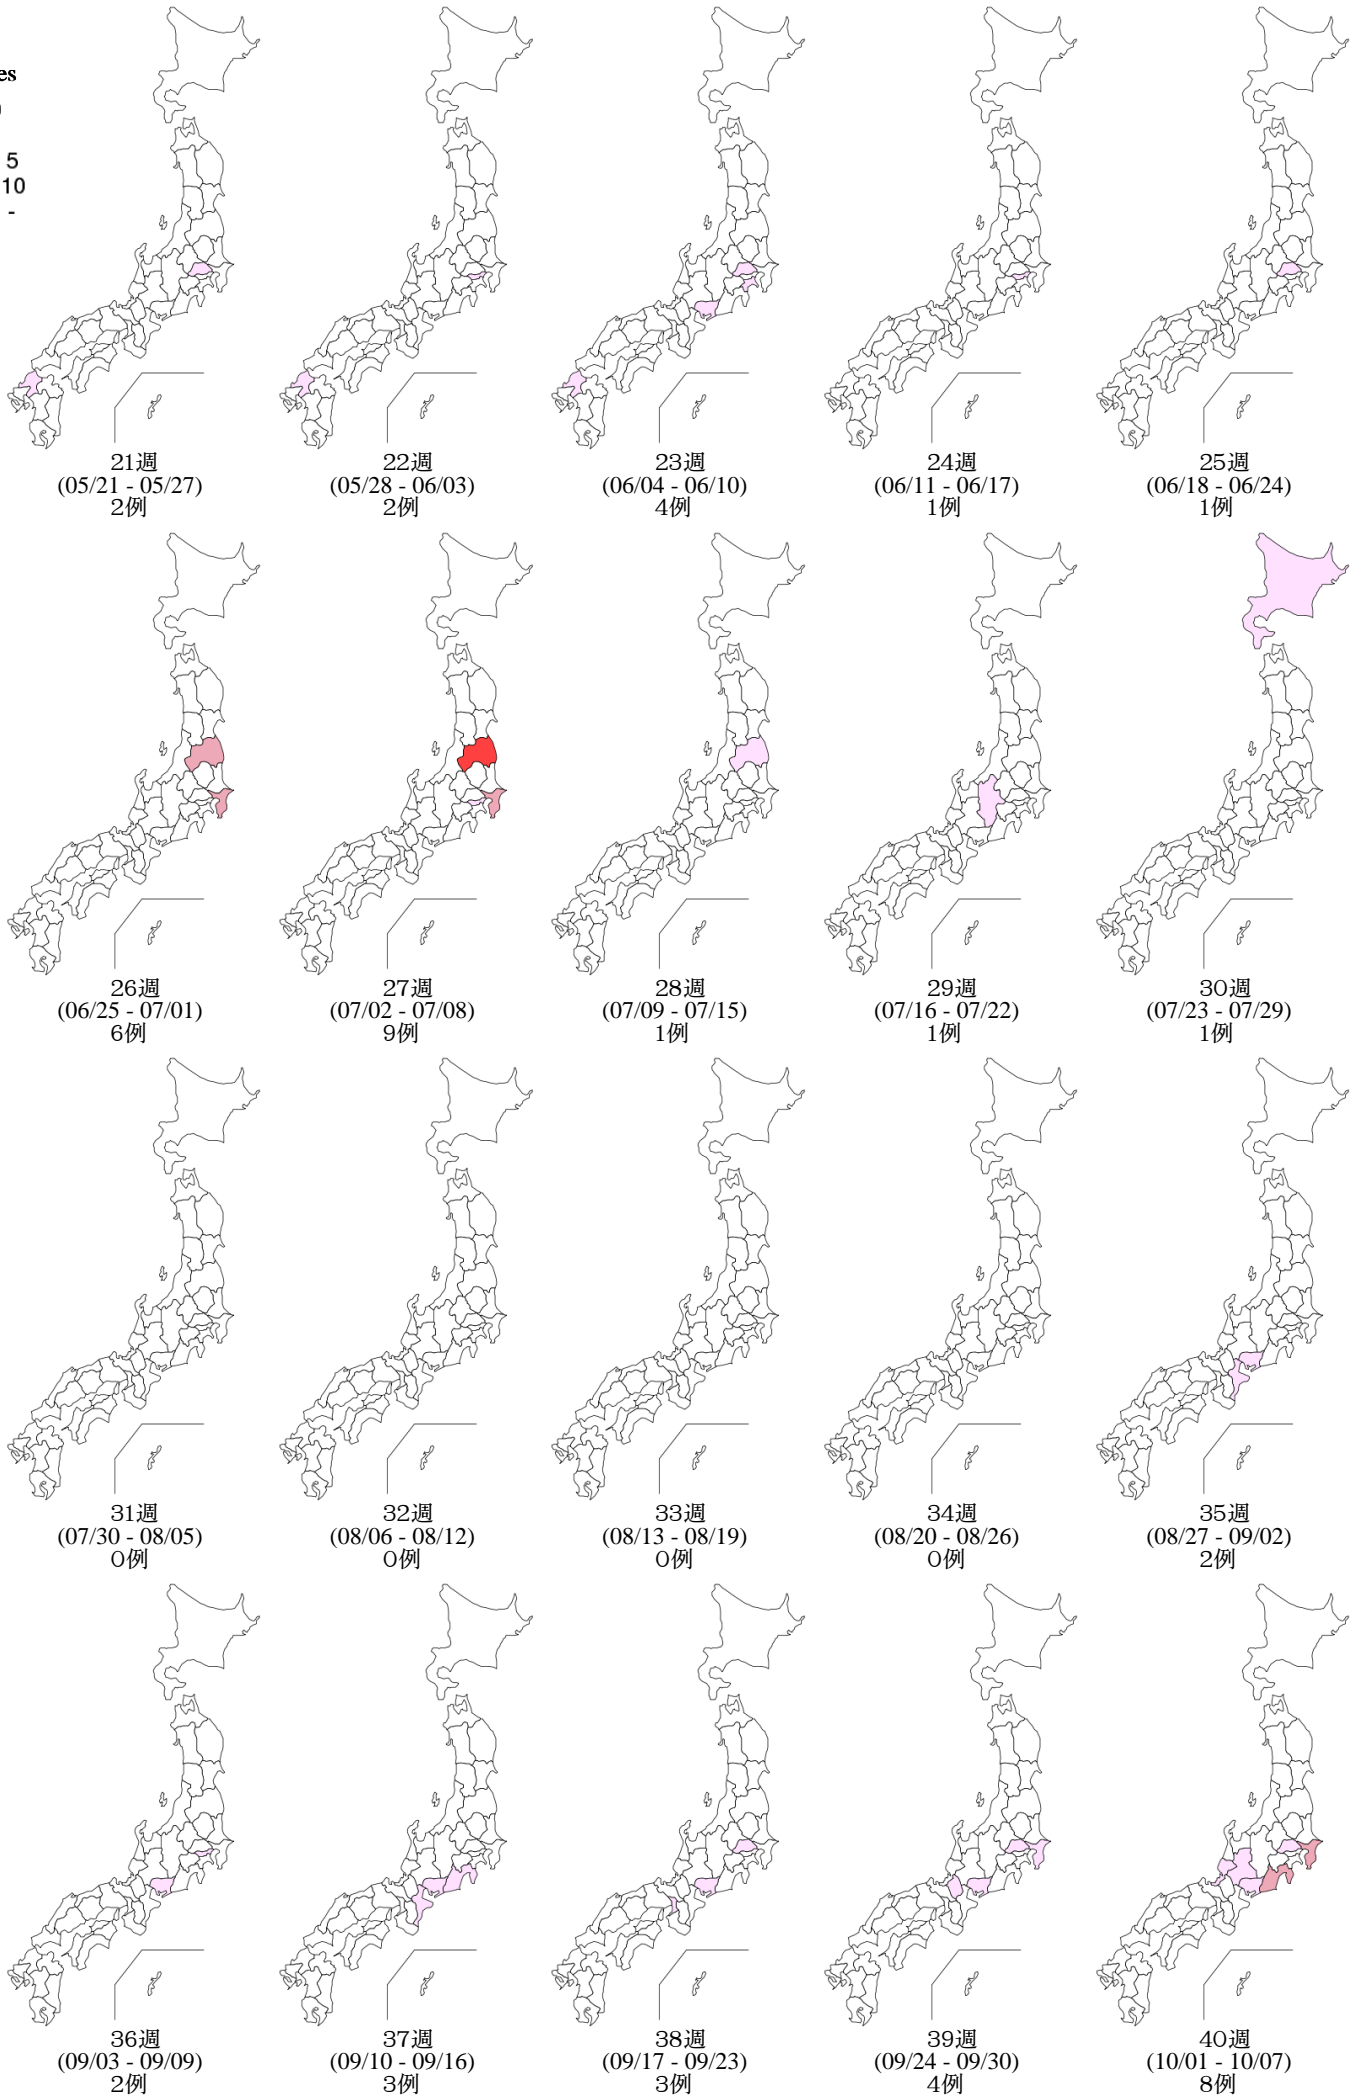 es
5
10
-
21週
(05/21 - 05/27)
2例
22週
(05/28 - 06/03)
2例
23週
(06/04 - 06/10)
4例
24週
(06/11 - 06/17)
1例
25週
(06/18 - 06/24)
1例
26週
(06/25 - 07/01)
6例
27週
(07/02 - 07/08)
9例
28週
(07/09 - 07/15)
1例
29週
(07/16 - 07/22)
1例
30週
(07/23 - 07/29)
1例
31週
(07/30 - 08/05)
0例
32週
(08/06 - 08/12)
0例
33週
(08/13 - 08/19)
0例
34週
(08/20 - 08/26)
0例
35週
(08/27 - 09/02)
2例
36週
(09/03 - 09/09)
2例
37週
(09/10 - 09/16)
3例
38週
(09/17 - 09/23)
3例
39週
(09/24 - 09/30)
4例
40週
(10/01 - 10/07)
8例